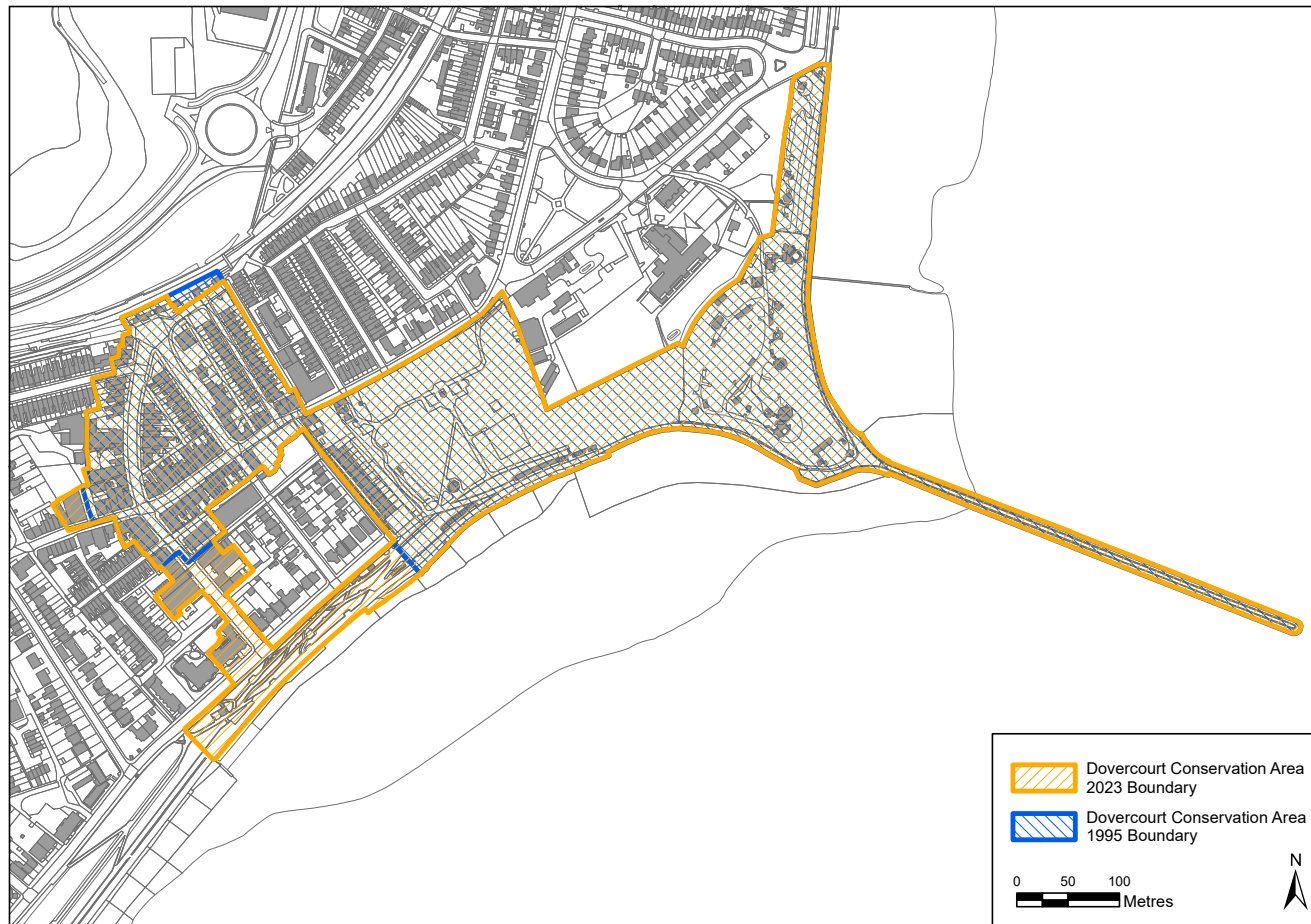 Dovercourt Conservation Area
2023 Boundary
Dovercourt Conservation Area
1995 Boundary
N
0 50 100
Metres